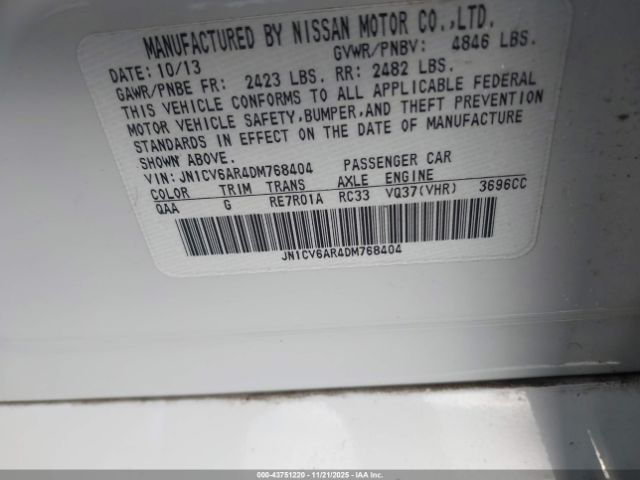 MANUFACTURED BY NISSAN MOTOR CO.,LTD.
DATE: 10/13 GVWR/PNBV: 4846 LBS.
GAWR/PNBE FR: 2423 LBS. RR: 2482 LBS.
THIS VEHICLE CONFORMS TO ALL APPLICABLE FEDERAL
MOTOR VEHICLE SAFETY,BUMPER,AND THEFT PREVENTION
STANDARDS IN EFFECT ON THE DATE OF MANUFACTURE
SHOWN ABOVE.
VIN: JN1CV6AR4DM768404 PASSENGER CAR
COLOR TRIM TRANS AXLE ENGINE
QAA G RE7R01A RC33 VQ37(VHR) 3696CC
JN1CV6AR4DM768404
000-43751220 - 11/21/2025 - IAA Inc.